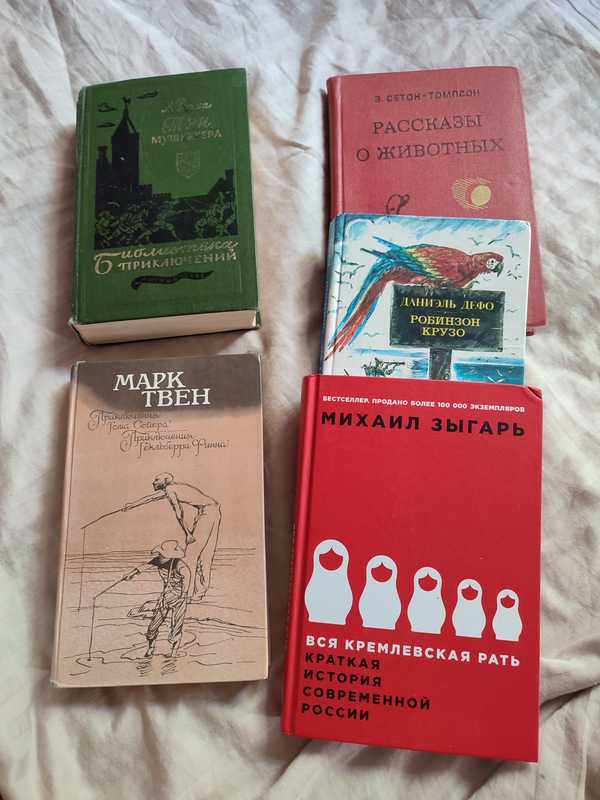 А. Дюма
ТРИ
МУШКЕТЕРА
Библиотека
ПРИКЛЮЧЕНИЙ
Э. СЕТОН-ТОМПСОН
РАССКАЗЫ
О ЖИВОТНЫХ
ДАНИЭЛЬ ДЕФО
РОБИНЗОН
КРУЗО
МАРК
ТВЕН
Приключения
Тома Сойера
Приключения
Гекльберри Финна
БЕСТСЕЛЛЕР, ПРОДАНО БОЛЕЕ 100 000 ЭКЗЕМПЛЯРОВ
МИХАИЛ ЗЫГАРЬ
ВСЯ КРЕМЛЕВСКАЯ РАТЬ
КРАТКАЯ
ИСТОРИЯ
СОВРЕМЕННОЙ
РОССИИ